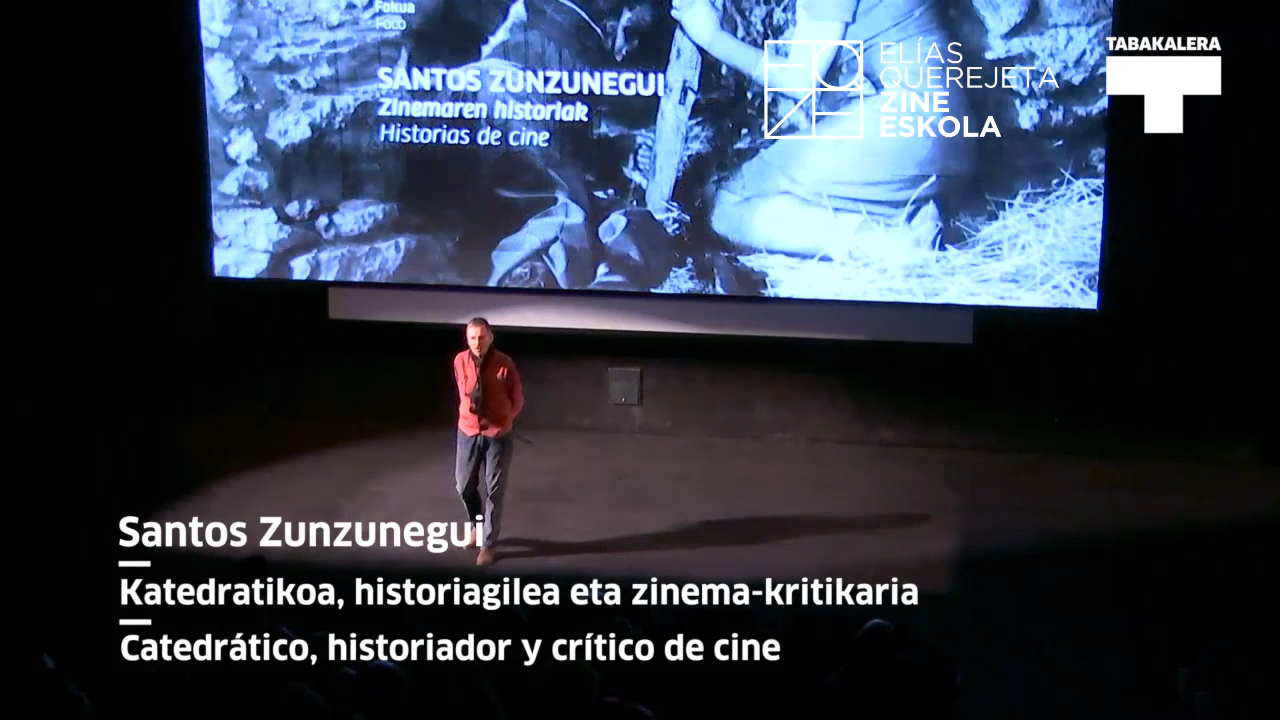 Fokua
Foco
SANTOS ZUNZUNEGUI
Zinemaren historiak
Historias de cine
ELÍAS
QUEREJETA
ZINE
ESKOLA
TABAKALERA
Santos Zunzunegui
Katedratikoa, historiagilea eta zinema-kritikaria
Catedrático, historiador y crítico de cine